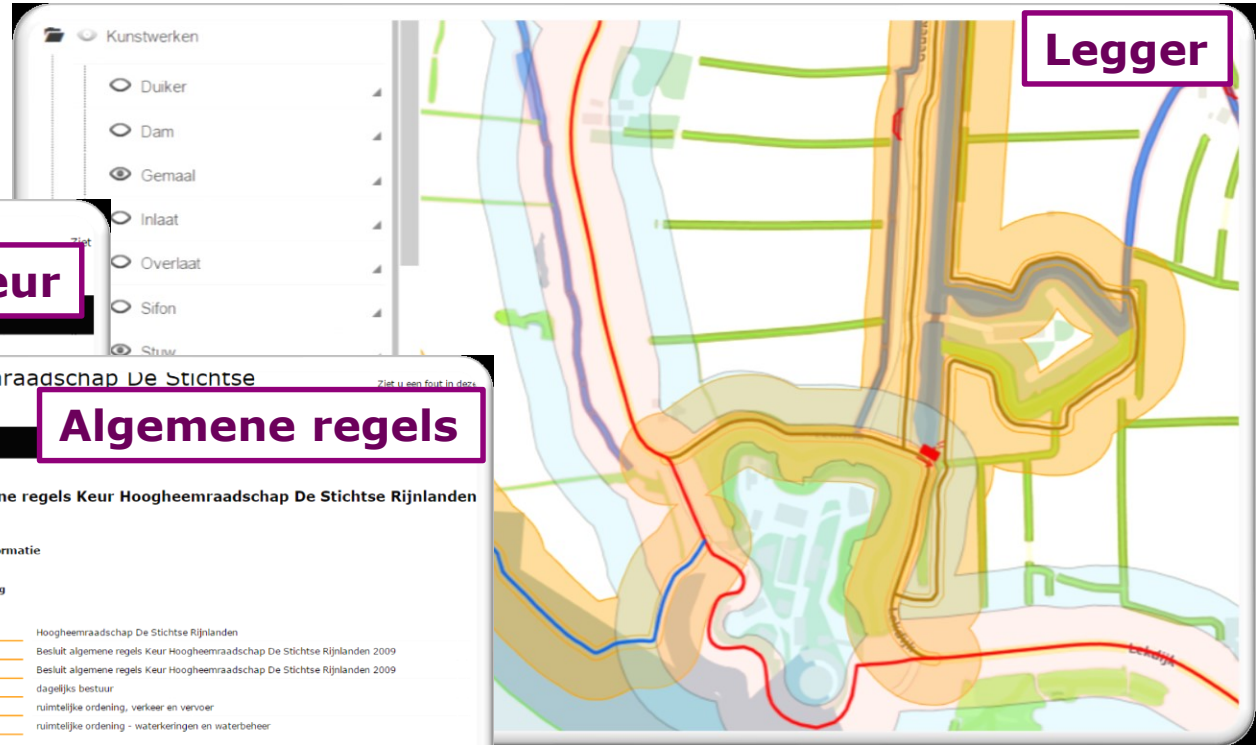 Legger
Kunstwerken
Duiker
Dam
Gemaal
Inlaat
Overlaat
Sifon
Stuw
Ziet
eur
raadschap De Stichtse
Ziet u een fout in deze
Algemene regels
ne regels Keur Hoogheemraadschap De Stichtse Rijnlanden
ormatie
g
Hoogheemraadschap De Stichtse Rijnlanden
Besluit algemene regels Keur Hoogheemraadschap De Stichtse Rijnlanden 2009
Besluit algemene regels Keur Hoogheemraadschap De Stichtse Rijnlanden 2009
dagelijks bestuur
ruimtelijke ordening, verkeer en vervoer
ruimtelijke ordening - waterkeringen en waterbeheer
Lekdijk
Lekdijk